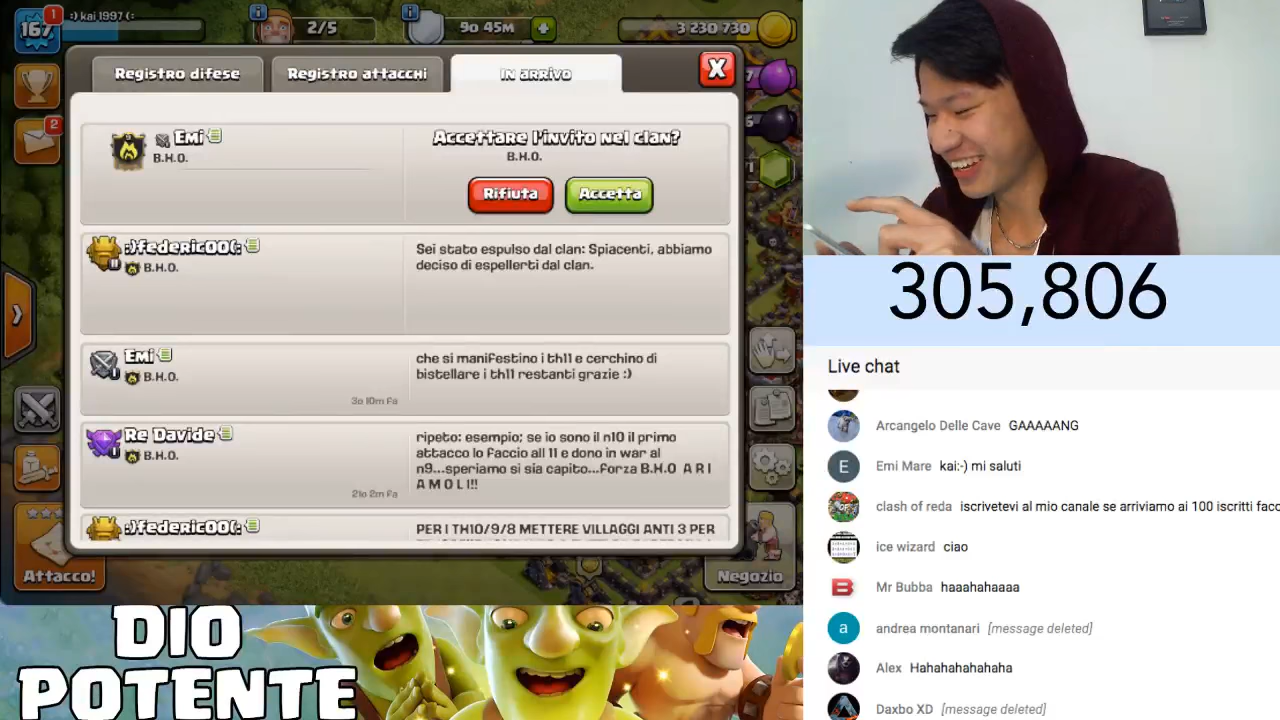 167
1
:) kai 1997 (:
2/5
9o 45m
3 230 730
Registro difese
Registro attacchi
In arrivo
X
2
Emi
B.H.O.
Accettare l'invito nel clan?
B.H.O.
Rifiuta
Accetta
:)federic00(:
B.H.O.
Sei stato espulso dal clan: Spiacenti, abbiamo
deciso di espellerti dal clan.
Emi
B.H.O.
3o 10m fa
che si manifestino i th11 e cerchino di
bistellare i th11 restanti grazie :)
Re Davide
B.H.O.
21o 2m fa
ripeto: esempio; se io sono il n10 il primo
attacco lo faccio all 11 e dono in war al
n9...speriamo si sia capito...forza B.H.O A R I
A M O L I!!
:)federic00(:
PER I TH10/9/8 METTERE VILLAGGI ANTI 3 PER
Attacco!
Negozio
DIO
POTENTE
305,806
Live chat
Arcangelo Delle Cave GAAAAANG
E
Emi Mare kai:-) mi saluti
clash of reda iscrivetevi al mio canale se arriviamo ai 100 iscritti facc
ice wizard ciao
Mr Bubba haaahahaaaa
a
andrea montanari [message deleted]
Alex Hahahahahahaha
Daxbo XD [message deleted]